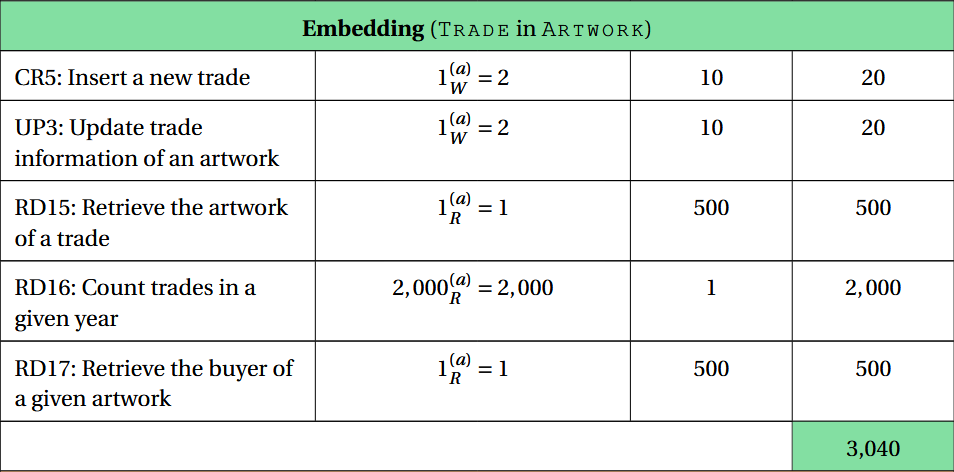 Embedding (TRADE in ARTWORK)
CR5: Insert a new trade 1_W^(a) = 2 10 20
UP3: Update trade
information of an artwork 1_W^(a) = 2 10 20
RD15: Retrieve the artwork
of a trade 1_R^(a) = 1 500 500
RD16: Count trades in a
given year 2,000_R^(a) = 2,000 1 2,000
RD17: Retrieve the buyer of
a given artwork 1_R^(a) = 1 500 500
3,040